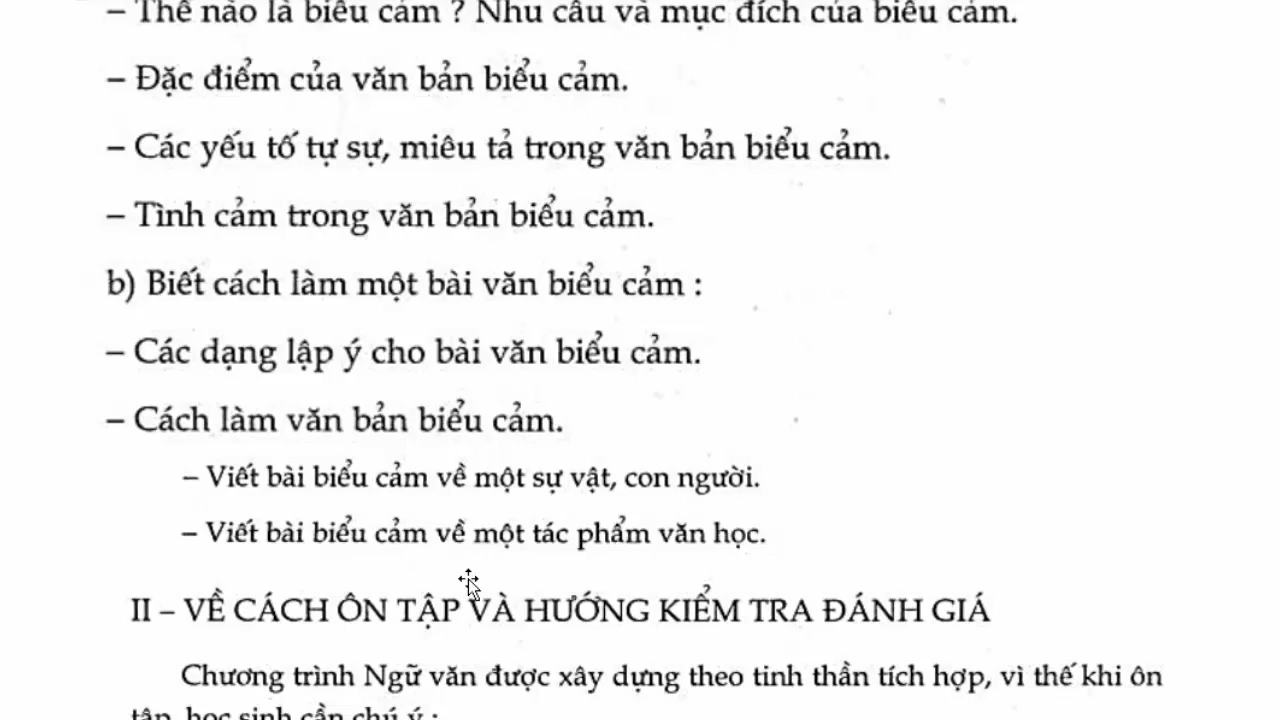 – Thế nào là biểu cảm ? Nhu cầu và mục đích của biểu cảm.
– Đặc điểm của văn bản biểu cảm.
– Các yếu tố tự sự, miêu tả trong văn bản biểu cảm.
– Tình cảm trong văn bản biểu cảm.
b) Biết cách làm một bài văn biểu cảm :
– Các dạng lập ý cho bài văn biểu cảm.
– Cách làm văn bản biểu cảm.
– Viết bài biểu cảm về một sự vật, con người.
– Viết bài biểu cảm về một tác phẩm văn học.
II – VỀ CÁCH ÔN TẬP VÀ HƯỚNG KIỂM TRA ĐÁNH GIÁ
Chương trình Ngữ văn được xây dựng theo tinh thần tích hợp, vì thế khi ôn
tập, học sinh cần chú ý :